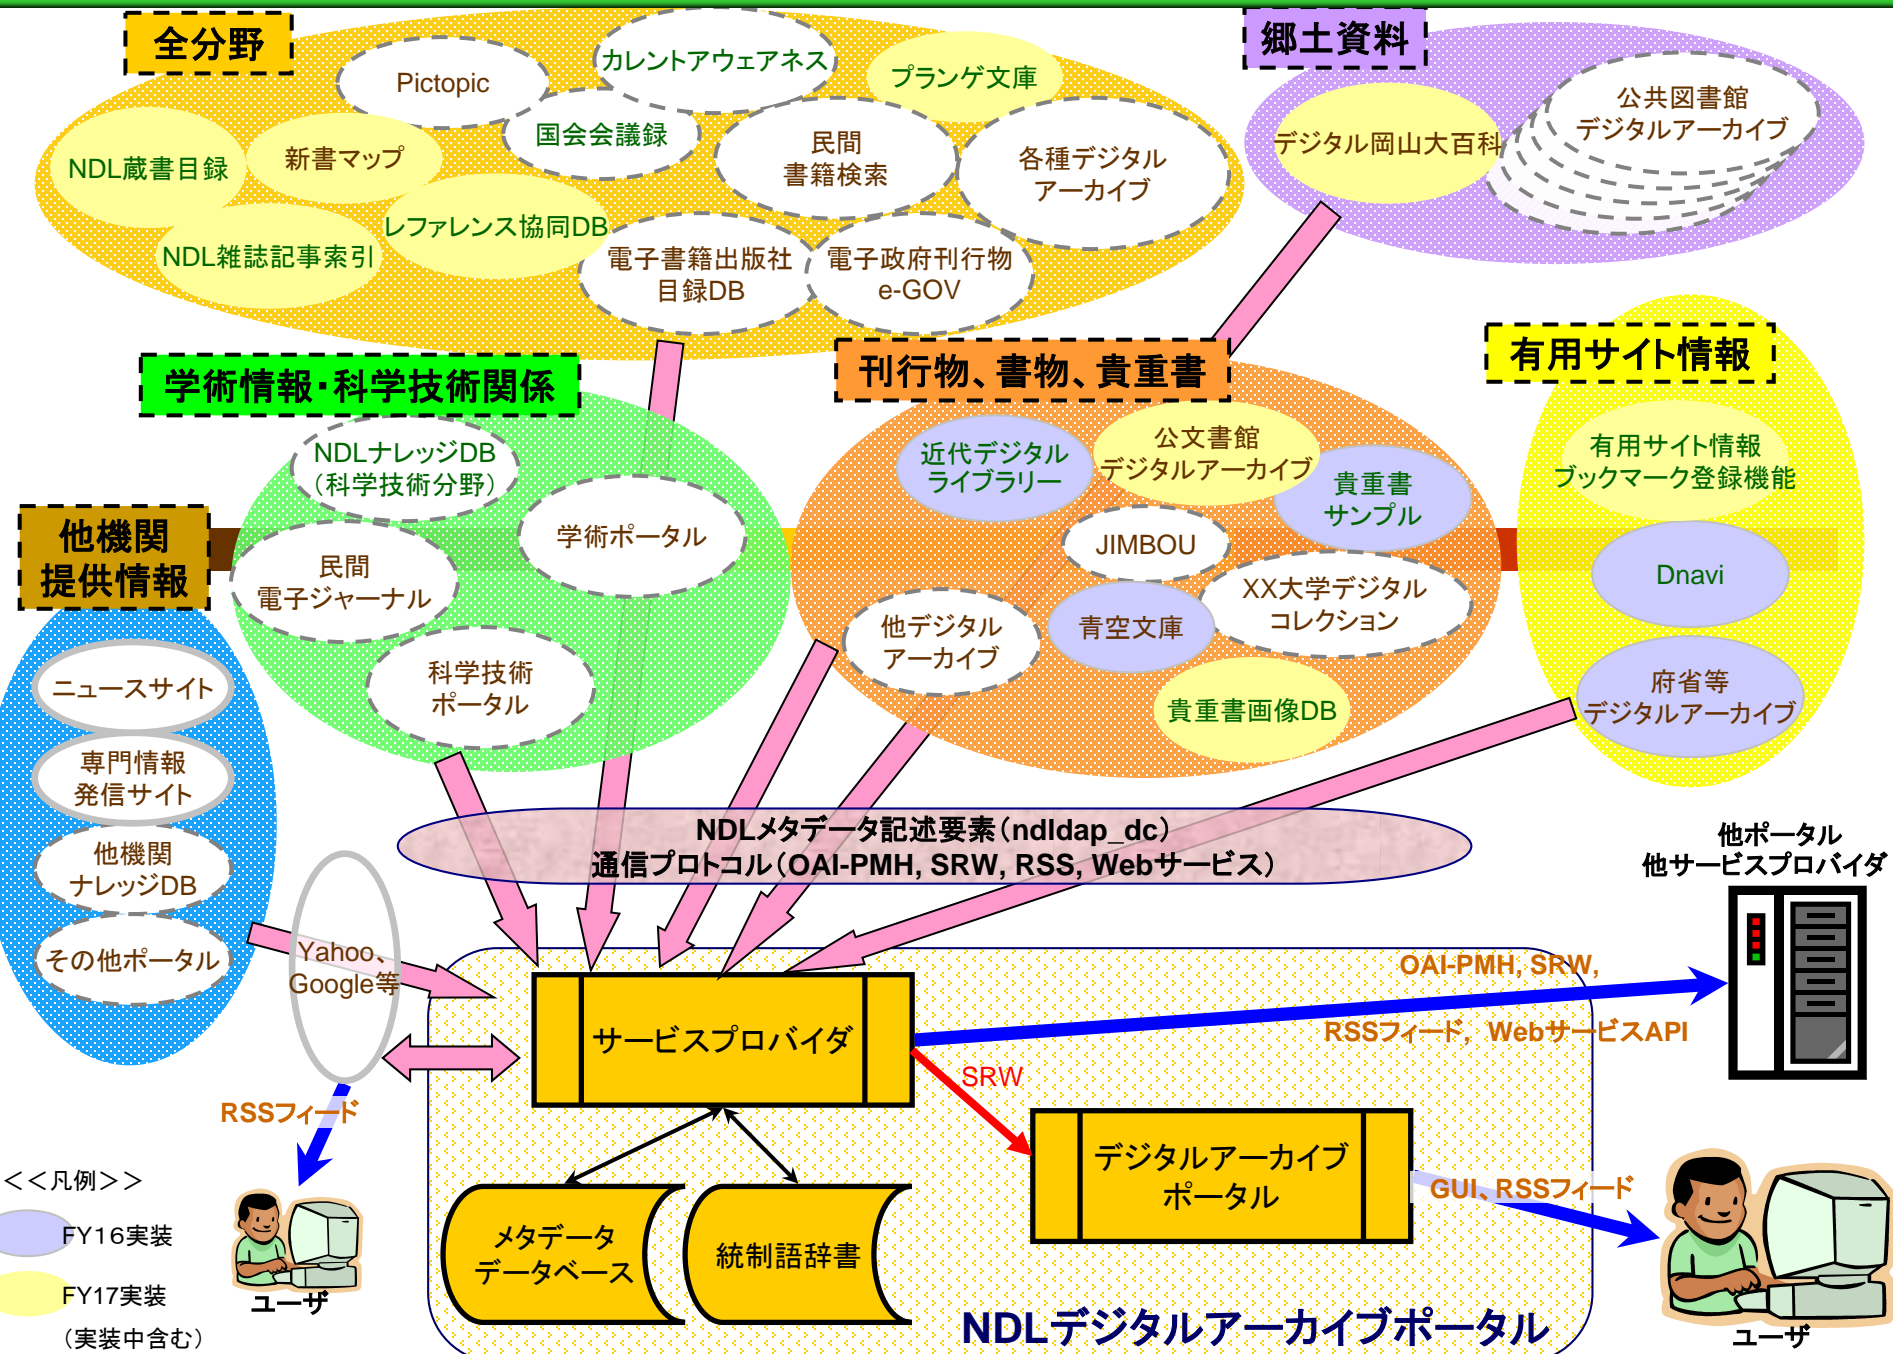 全分野
Pictopic
カレントアウェアネス
プランゲ文庫
NDL蔵書目録
新書マップ
国会会議録
民間
書籍検索
各種デジタル
アーカイブ
NDL雑誌記事索引
レファレンス協同DB
電子書籍出版社
目録DB
電子政府刊行物
e-GOV
郷土資料
デジタル岡山大百科
公共図書館
デジタルアーカイブ
学術情報・科学技術関係
NDLナレッジDB
（科学技術分野）
学術ポータル
民間
電子ジャーナル
科学技術
ポータル
刊行物、書物、貴重書
近代デジタル
ライブラリー
公文書館
デジタルアーカイブ
貴重書
サンプル
JIMBOU
XX大学デジタル
コレクション
他デジタル
アーカイブ
青空文庫
貴重書画像DB
有用サイト情報
有用サイト情報
ブックマーク登録機能
Dnavi
府省等
デジタルアーカイブ
他機関
提供情報
ニュースサイト
専門情報
発信サイト
他機関
ナレッジDB
その他ポータル
NDLメタデータ記述要素（ndldap_dc）
通信プロトコル（OAI-PMH, SRW, RSS, Webサービス）
他ポータル
他サービスプロバイダ
Yahoo、
Google等
サービスプロバイダ
OAI-PMH, SRW,
RSSフィード, WebサービスAPI
SRW
RSSフィード
デジタルアーカイブ
ポータル
GUI、RSSフィード
メタデータ
データベース
統制語辞書
NDLデジタルアーカイブポータル
ユーザ
ユーザ
＜＜凡例＞＞
FY16実装
FY17実装
（実装中含む）